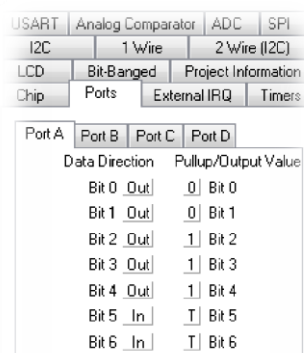 USART Analog Comparator ADC SPI
I2C 1 Wire 2 Wire (I2C)
LCD Bit-Banged Project Information
Chip Ports External IRQ Timers
Port A Port B Port C Port D
Data Direction Pullup/Output Value
Bit 0 Out 0 Bit 0
Bit 1 Out 0 Bit 1
Bit 2 Out 1 Bit 2
Bit 3 Out 1 Bit 3
Bit 4 Out 1 Bit 4
Bit 5 In T Bit 5
Bit 6 In T Bit 6